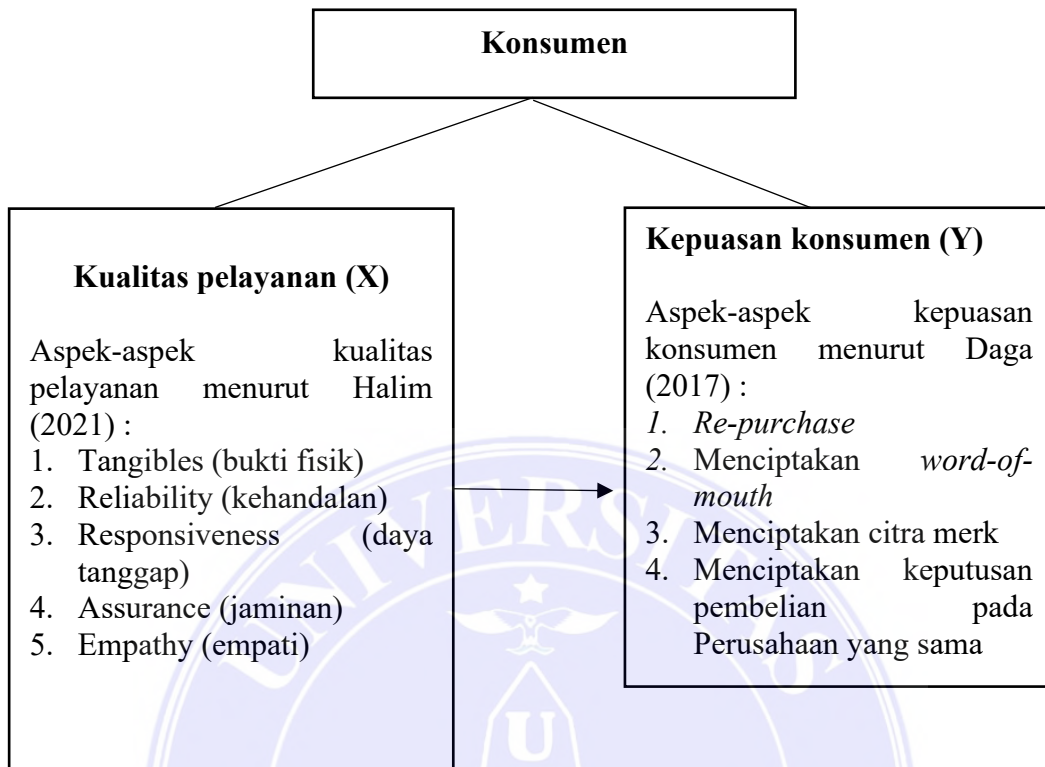 Konsumen
Kualitas pelayanan (X)
Aspek-aspek kualitas
pelayanan menurut Halim
(2021) :
1. Tangibles (bukti fisik)
2. Reliability (kehandalan)
3. Responsiveness (daya
tanggap)
4. Assurance (jaminan)
5. Empathy (empati)
Kepuasan konsumen (Y)
Aspek-aspek kepuasan
konsumen menurut Daga
(2017) :
1. Re-purchase
2. Menciptakan word-of-
mouth
3. Menciptakan citra merk
4. Menciptakan keputusan
pembelian pada
Perusahaan yang sama
UNIVERSITAS
U